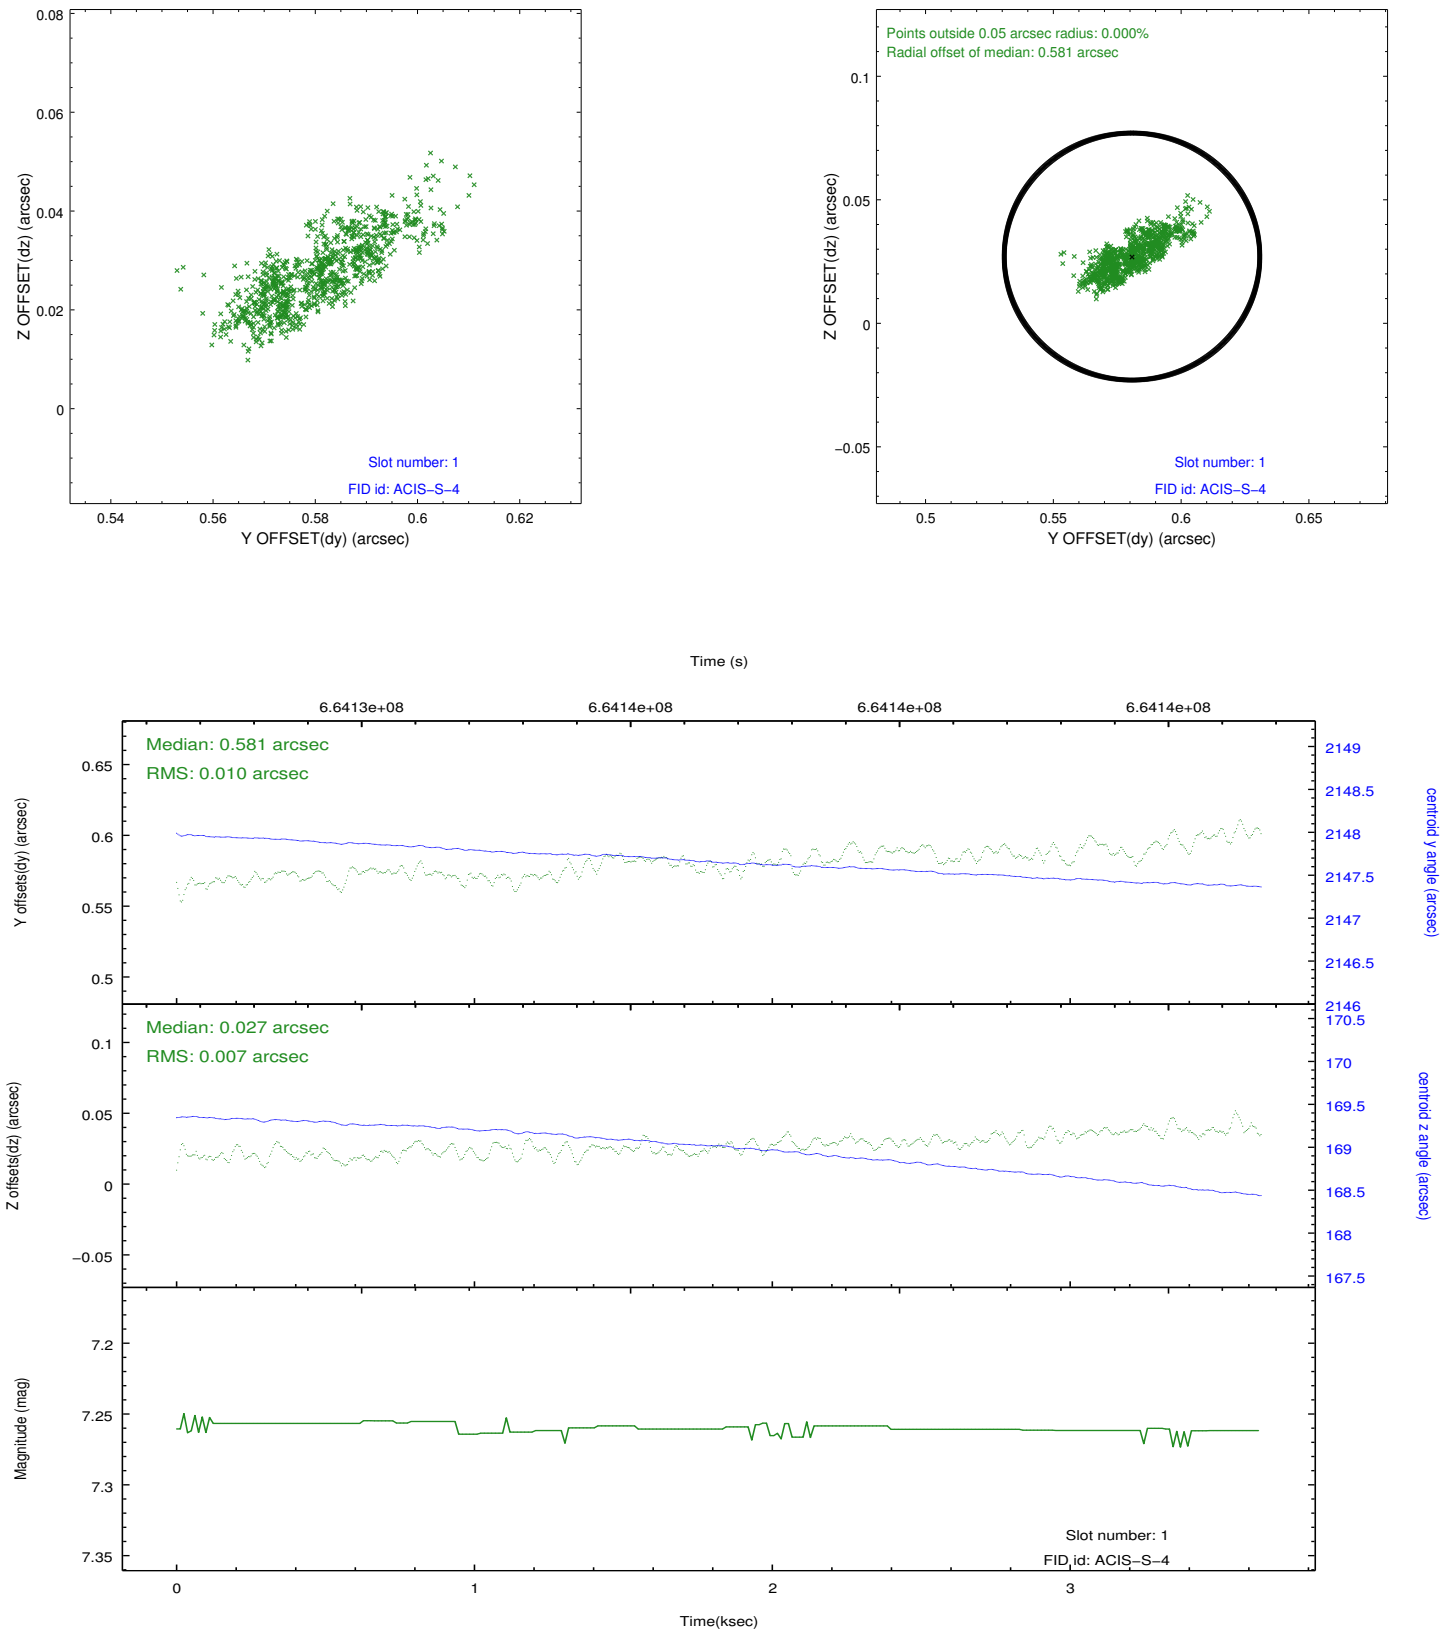 0.08
0.06
0.04
0.02
0
Z OFFSET(dz) (arcsec)
Slot number: 1
FID id: ACIS−S−4
0.54 0.56 0.58 0.6 0.62
Y OFFSET(dy) (arcsec)
Points outside 0.05 arcsec radius: 0.000%
Radial offset of median: 0.581 arcsec
0.1
0.05
0
−0.05
Z OFFSET(dz) (arcsec)
Slot number: 1
FID id: ACIS−S−4
0.5 0.55 0.6 0.65
Y OFFSET(dy) (arcsec)
Time (s)
6.6413e+08 6.6414e+08 6.6414e+08 6.6414e+08
Median: 0.581 arcsec
RMS: 0.010 arcsec
0.65
0.6
0.55
0.5
Y offsets(dy) (arcsec)
2149
2148.5
2148
2147.5
2147
2146.5
2146
centroid y angle (arcsec)
Median: 0.027 arcsec
RMS: 0.007 arcsec
0.1
0.05
0
−0.05
Z offsets(dz) (arcsec)
170.5
170
169.5
169
168.5
168
167.5
centroid z angle (arcsec)
7.2
7.25
7.3
7.35
Magnitude (mag)
Slot number: 1
FID id: ACIS−S−4
0 1 2 3
Time(ksec)